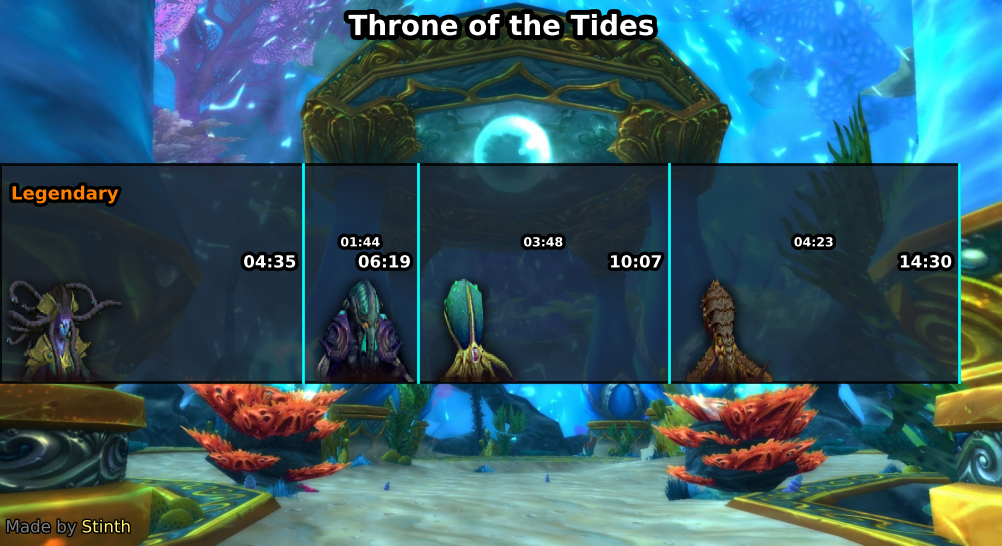 Throne of the Tides
Legendary
01:44
03:48
04:23
04:35
06:19
10:07
14:30
Made by Stinth